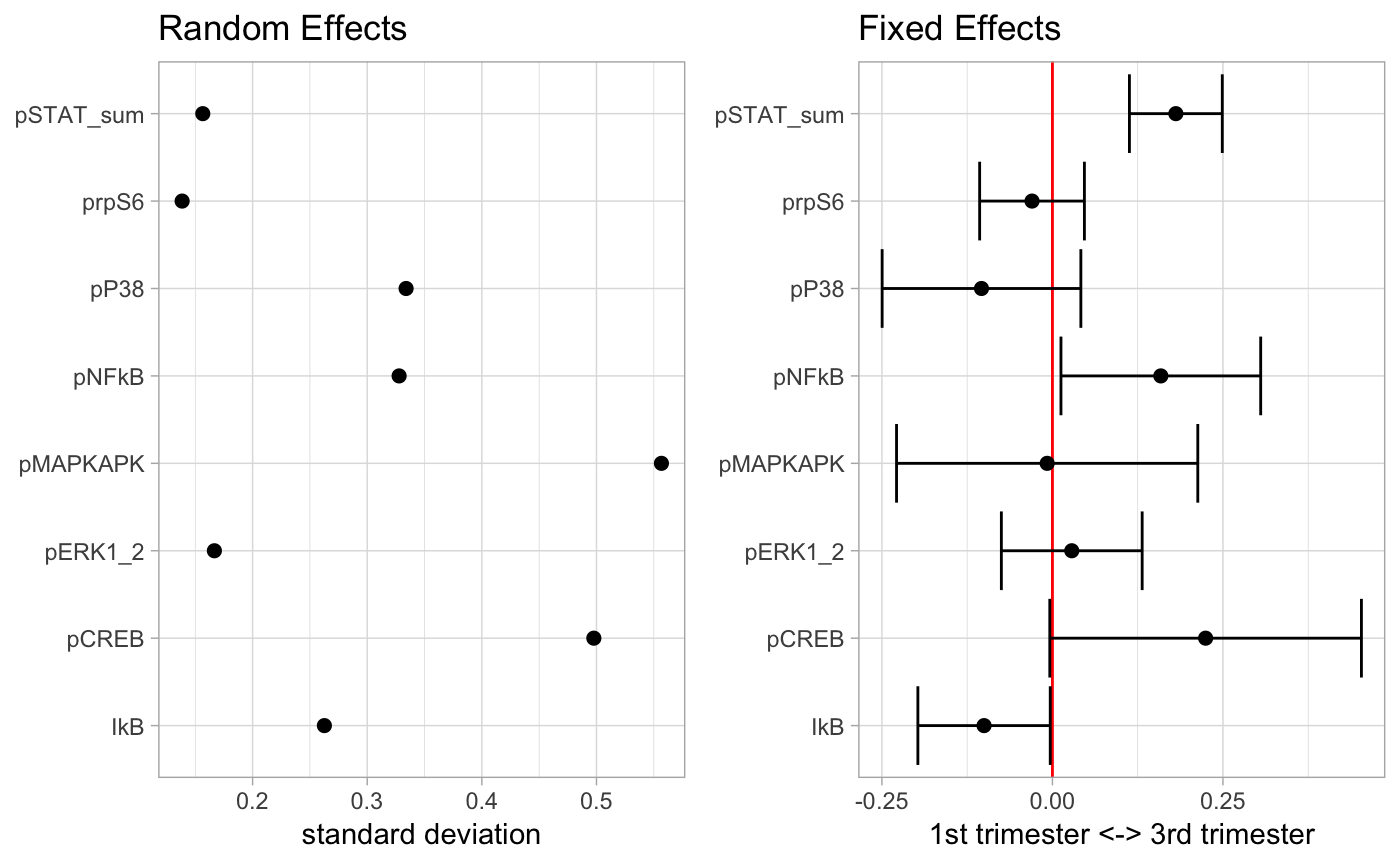 Random Effects
pSTAT_sum
prpS6
pP38
pNFkB
pMAPKAPK
pERK1_2
pCREB
IkB
0.2 0.3 0.4 0.5
standard deviation
Fixed Effects
pSTAT_sum
prpS6
pP38
pNFkB
pMAPKAPK
pERK1_2
pCREB
IkB
-0.25 0.00 0.25
1st trimester <-> 3rd trimester